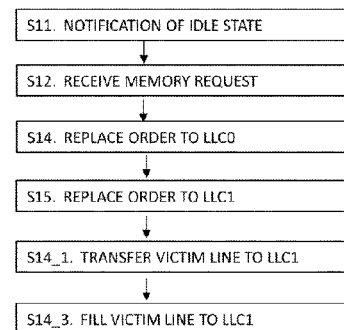 S11. NOTIFICATION OF IDLE STATE
S12. RECEIVE MEMORY REQUEST
S14. REPLACE ORDER TO LLC0
S15. REPLACE ORDER TO LLC1
S14_1. TRANSFER VICTIM LINE TO LLC1
S14_3. FILL VICTIM LINE TO LLC1